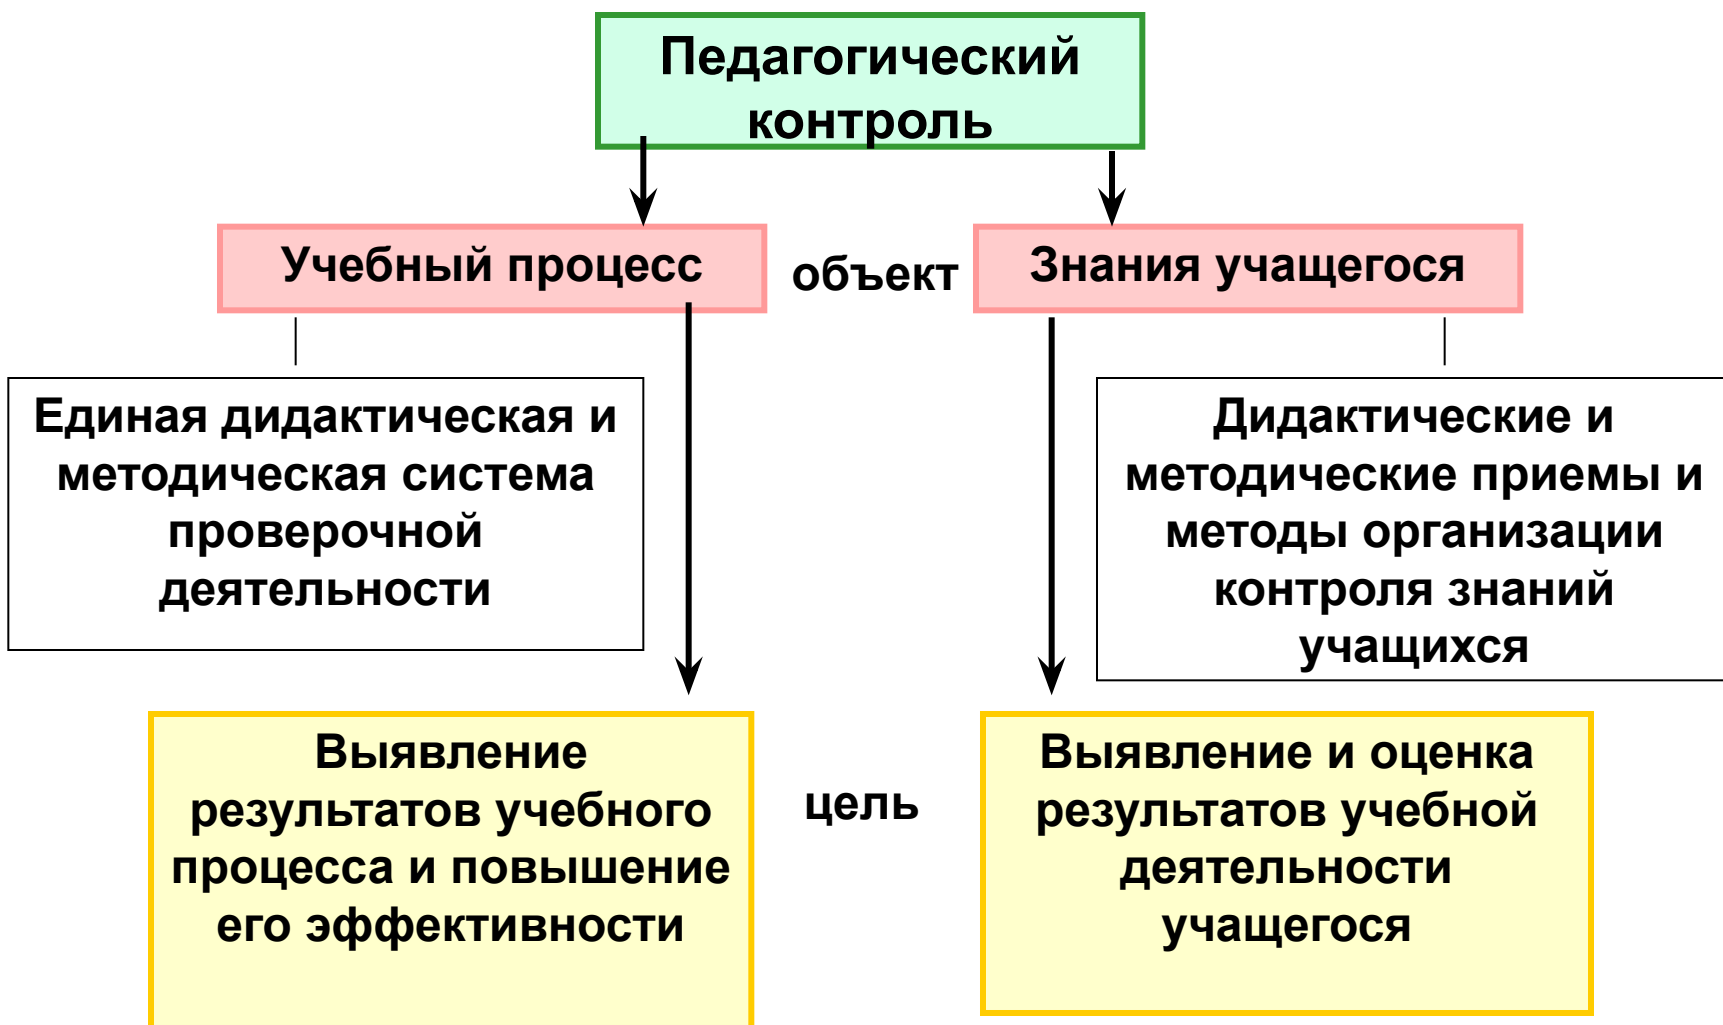 Педагогический
контроль
Учебный процесс
объект
Знания учащегося
Единая дидактическая и
методическая система
проверочной
деятельности
Дидактические и
методические приемы и
методы организации
контроля знаний
учащихся
Выявление
результатов учебного
процесса и повышение
его эффективности
цель
Выявление и оценка
результатов учебной
деятельности
учащегося